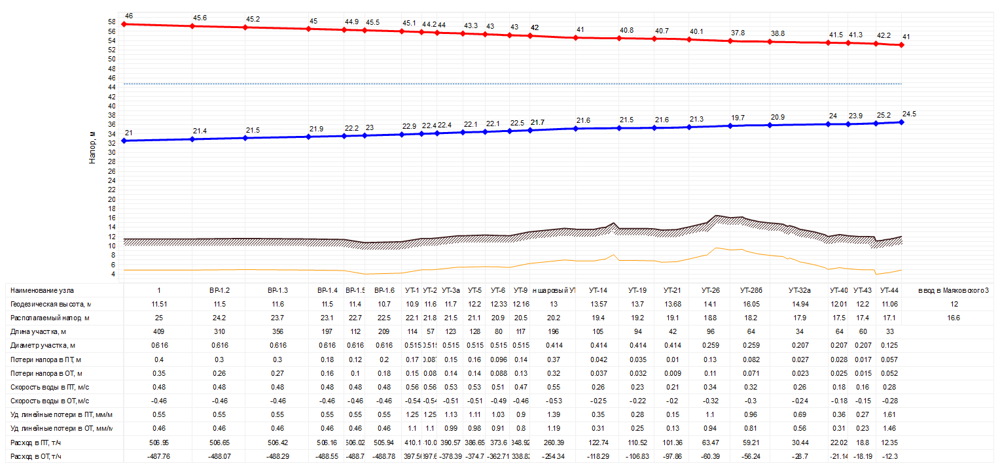 46 45.6 45.2 45 44.9 45.5 45.1 44.2 44 43.3 43 43 42 41 40.8 40.7 40.1 37.8 38.8 41.5 41.3 42.2 41
58
56
54
52
50
48
46
44
42
40
38
36
34
32
30
28
26
24
22
20
18
16
14
12
10
8
6
4
Напор, м
21 21.4 21.5 21.9 22.2 23 22.9 22.4 22.4 22.1 22.1 22.5 21.7 21.6 21.5 21.6 21.3 19.7 20.9 24 23.9 25.2 24.5
Наименование узла 1 ВР-1.2 ВР-1.3 ВР-1.4 ВР-1.5 ВР-1.6 УТ-1 УТ-2 УТ-3а УТ-5 УТ-6 УТ-9 н шаровый УТ УТ-14 УТ-19 УТ-21 УТ-26 УТ-28б УТ-32а УТ-40 УТ-43 УТ-44 ввод в Маяковского 3
Геодезическая высота, м 11.51 11.5 11.6 11.5 11.4 10.7 10.9 11.6 11.7 12.2 12.33 12.16 13 13.57 13.7 13.68 14.1 16.05 14.94 12.01 12.2 11.06 12
Располагаемый напор, м 25 24.2 23.7 23.1 22.7 22.5 22.1 21.8 21.5 21.1 20.9 20.5 20.2 19.4 19.2 19.1 18.8 18.2 17.9 17.5 17.4 17.1 16.6
Длина участка, м 409 310 356 197 112 209 114 57 123 128 80 117 196 105 94 42 96 64 34 64 60 33
Диаметр участка, м 0.616 0.616 0.616 0.616 0.616 0.616 0.515 0.515 0.515 0.515 0.515 0.515 0.414 0.414 0.414 0.414 0.259 0.259 0.207 0.207 0.207 0.125
Потери напора в ПТ, м 0.4 0.3 0.3 0.18 0.12 0.2 0.17 0.087 0.15 0.16 0.096 0.14 0.37 0.042 0.035 0.01 0.13 0.082 0.027 0.028 0.017 0.057
Потери напора в ОТ, м 0.35 0.26 0.27 0.16 0.1 0.18 0.15 0.08 0.14 0.14 0.088 0.13 0.32 0.037 0.032 0.009 0.11 0.071 0.023 0.025 0.015 0.052
Скорость воды в ПТ, м/с 0.48 0.48 0.48 0.48 0.48 0.48 0.56 0.56 0.53 0.53 0.51 0.47 0.55 0.26 0.23 0.21 0.34 0.32 0.26 0.18 0.16 0.28
Скорость воды в ОТ, м/с -0.46 -0.46 -0.46 -0.46 -0.46 -0.46 -0.54 -0.54 -0.51 -0.51 -0.49 -0.46 -0.53 -0.25 -0.22 -0.2 -0.32 -0.3 -0.24 -0.18 -0.15 -0.28
Уд. линейные потери в ПТ, мм/м 0.55 0.55 0.55 0.55 0.55 0.55 1.25 1.25 1.13 1.11 1.03 0.9 1.39 0.35 0.28 0.15 1.1 0.96 0.69 0.36 0.27 1.61
Уд. линейные потери в ОТ, мм/м 0.46 0.46 0.46 0.46 0.46 0.46 1.1 1.1 0.99 0.98 0.91 0.8 1.19 0.31 0.25 0.13 0.94 0.81 0.56 0.31 0.23 1.46
Расход в ПТ, т/ч 506.95 506.65 506.42 506.16 506.02 505.94 410.1 10.0 390.57 386.65 373.6 348.92 260.39 122.74 110.52 101.36 63.47 59.21 30.44 22.02 18.8 12.35
Расход в ОТ, т/ч -487.76 -488.07 -488.29 -488.55 -488.7 -488.78 397.5 397.6 -378.39 -374.7 -362.71 338.8 -254.34 -118.29 -106.83 -97.86 -60.39 -56.24 -28.7 -21.14 -18.19 -12.3